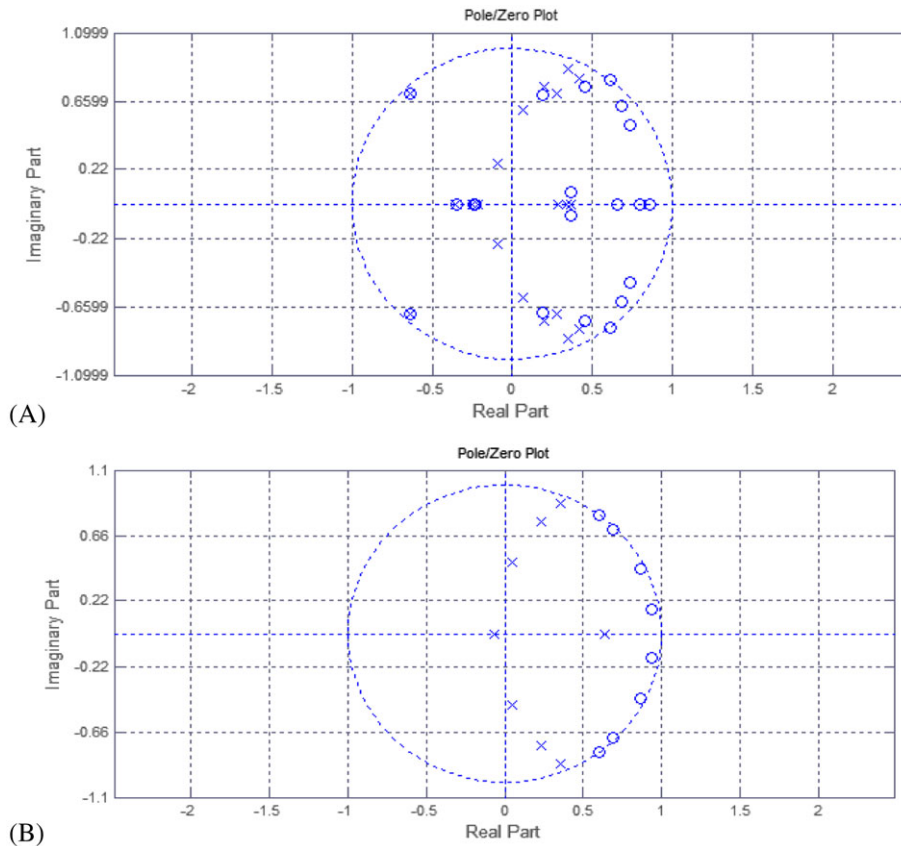 Pole/Zero Plot
1.0999
0.6599
0.22
-0.22
-0.6599
-1.0999
Imaginary Part
-2 -1.5 -1 -0.5 0 0.5 1 1.5 2
Real Part
(A)
Pole/Zero Plot
1.1
0.66
0.22
-0.22
-0.66
-1.1
Imaginary Part
-2 -1.5 -1 -0.5 0 0.5 1 1.5 2
Real Part
(B)